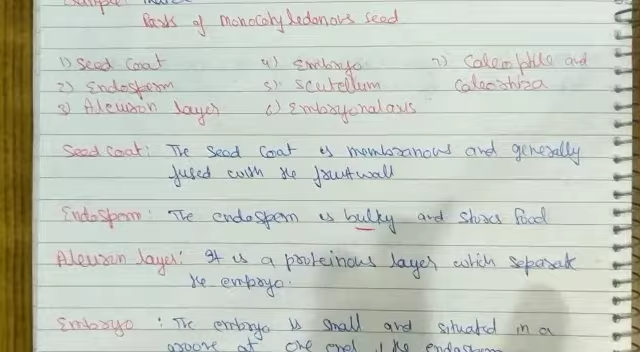 Parts of Monocotyledonous seed
1) Seed Coat 4) Embryo 7) Coleoptile and
2) Endosperm 5) Scutellum Coleorhiza
3) Aleuron layer 6) Embryonal axis
Seed coat: The Seed Coat is membranous and generally
fused with the fruitwall
Endosperm: The endosperm is bulky and stores food
Aleuron layer: It is a proteinous layer which separate
the embryo.
Embryo : The embryo is small and situated in a
groove at one end of the endosperm